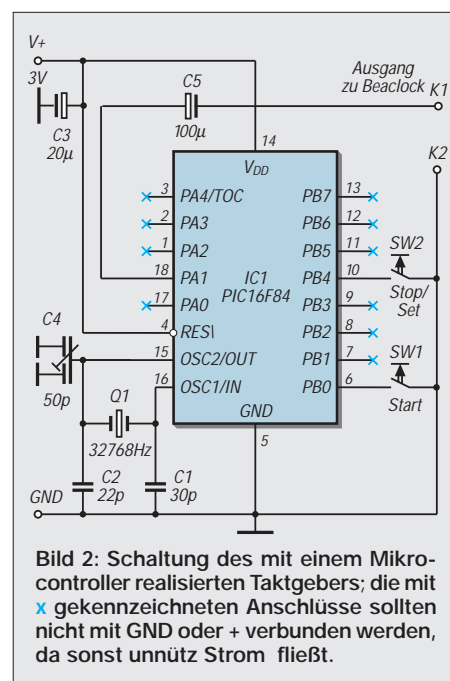 V+
3V
C3
20µ
C5
100µ
Ausgang
zu Beaclock
K1
K2
14
VDD
3 PA4/TOC
2 PA3
1 PA2
18 PA1
17 PA0
4 RES\
15 OSC2/OUT
16 OSC1/IN
IC1
PIC16F84
GND
5
PB7 13
PB6 12
PB5 11
PB4 10
PB3 9
PB2 8
PB1 7
PB0 6
SW2
Stop/
Set
SW1
Start
C4
50p
Q1
32768Hz
C2
22p
C1
30p
GND
x x x x x x x x x x
Bild 2: Schaltung des mit einem Mikro-
controller realisierten Taktgebers; die mit
x gekennzeichneten Anschlüsse sollten
nicht mit GND oder + verbunden werden,
da sonst unnütz Strom fließt.